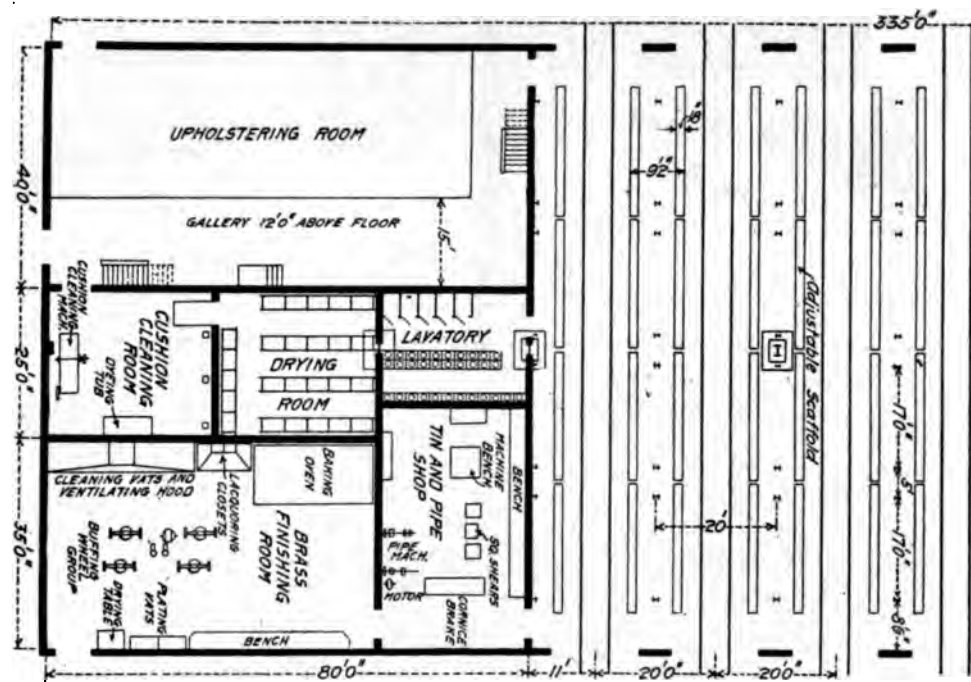 335'0"
UPHOLSTERING ROOM
18"
92"
40'0"
GALLERY 12'0" ABOVE FLOOR
15'
CUSHION
CLEANING
MACH.
CUSHION
CLEANING
ROOM
DYEING
TUB
DRYING
ROOM
LAVATORY
Adjustable Scaffold
25'0"
CLEANING VATS AND
VENTILATING HOOD
LACQUORING
CLOSETS
BAKING
OVEN
TIN AND PIPE
SHOP
MACHINE
BENCH
BENCH
17'0"
5'
20'
17'0"
35'0"
BUFFING
WHEEL
GROUP
BRASS
FINISHING
ROOM
PIPE
MACH.
SQ. SHEARS
MOTOR
DRYING
TABLE
PLATING
VATS
BENCH
CORNICE
BRAKE
80'0"
11'
20'0"
20'0"